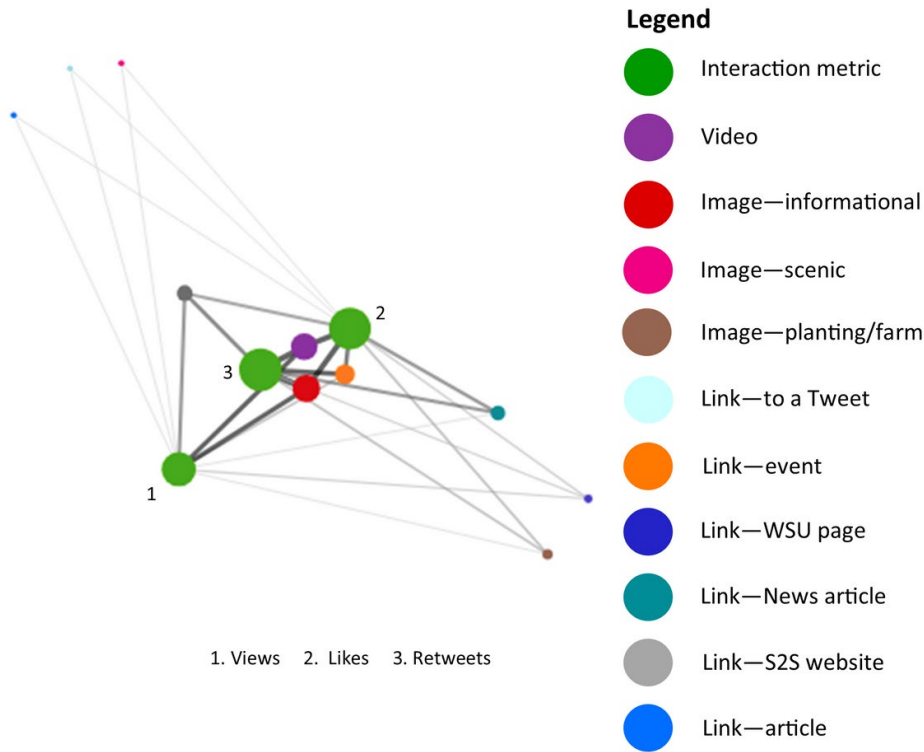 Legend
Interaction metric
Video
Image—informational
Image—scenic
Image—planting/farm
Link—to a Tweet
Link—event
Link—WSU page
Link—News article
Link—S2S website
Link—article
2
3
1
1. Views 2. Likes 3. Retweets